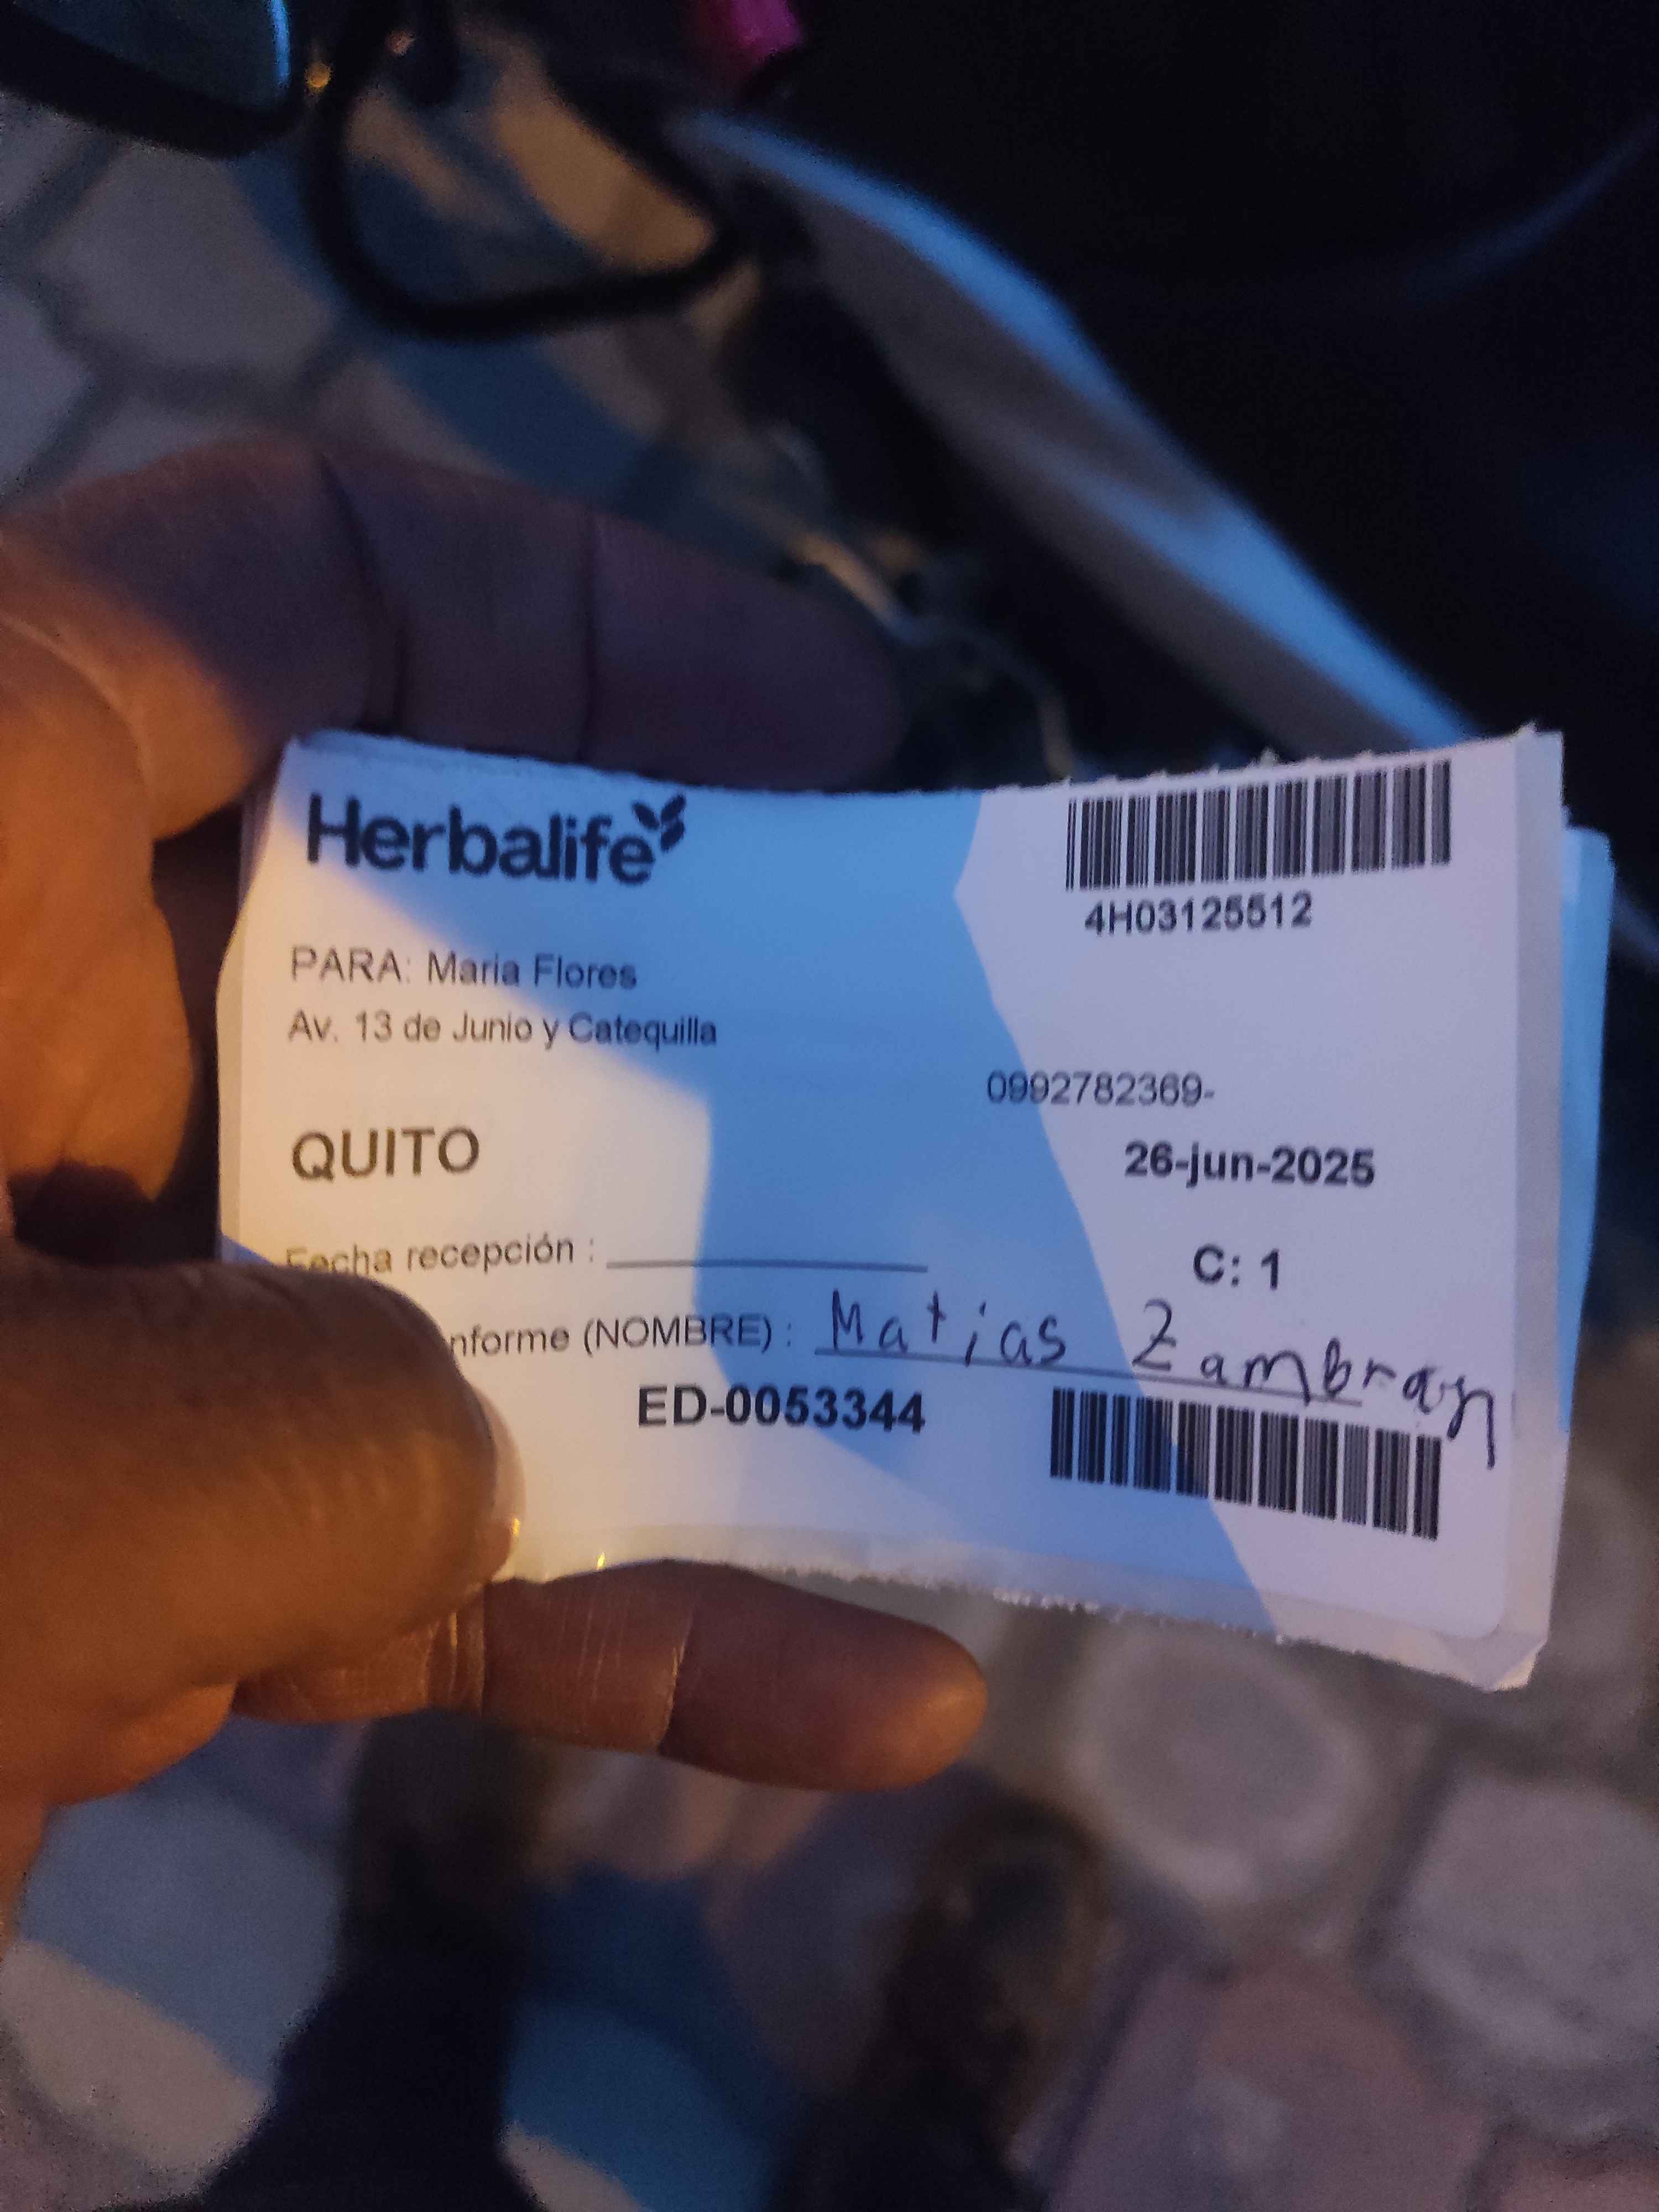 Herbalife
4H03125512
PARA: Maria Flores
Av. 13 de Junio y Catequilla
0992782369-
QUITO
26-jun-2025
Fecha recepción :
C: 1
nforme (NOMBRE) : Matias Zambran
ED-0053344